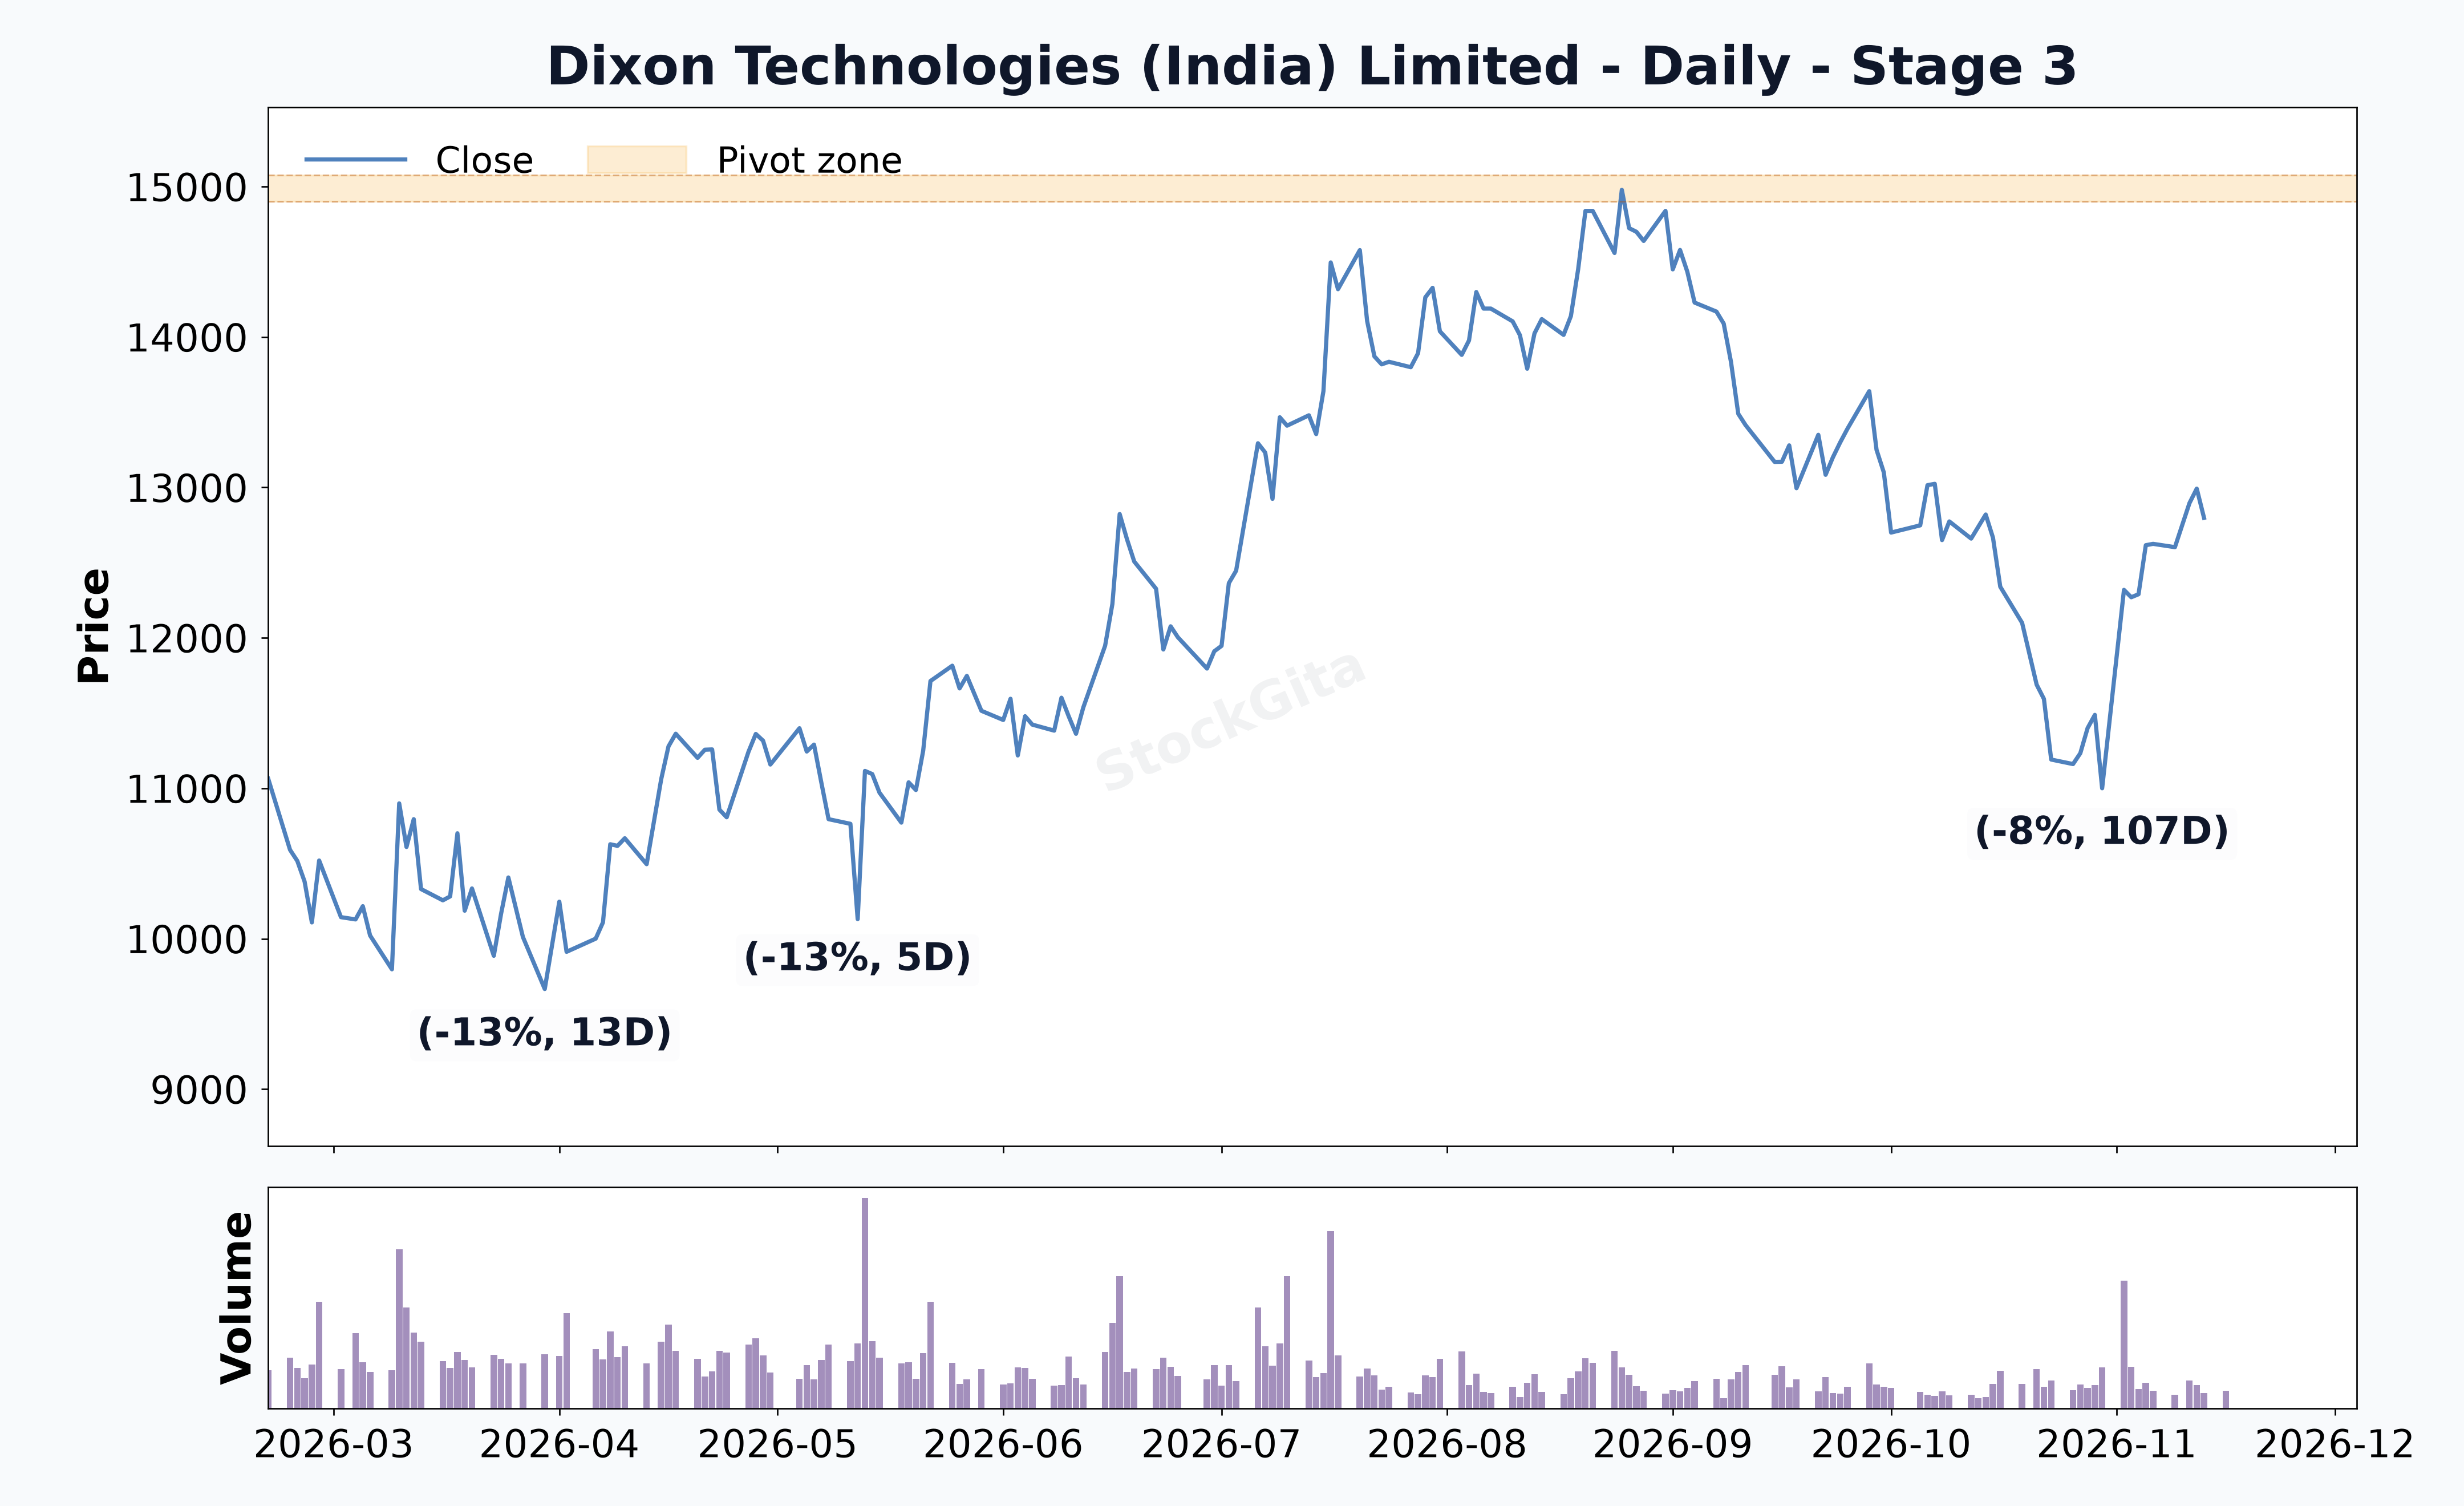 Dixon Technologies (India) Limited - Daily - Stage 3
Close Pivot zone
15000
14000
13000
12000
11000
10000
9000
Price
StockGita
(-8%, 107D)
(-13%, 5D)
(-13%, 13D)
Volume
2026-03 2026-04 2026-05 2026-06 2026-07 2026-08 2026-09 2026-10 2026-11 2026-12